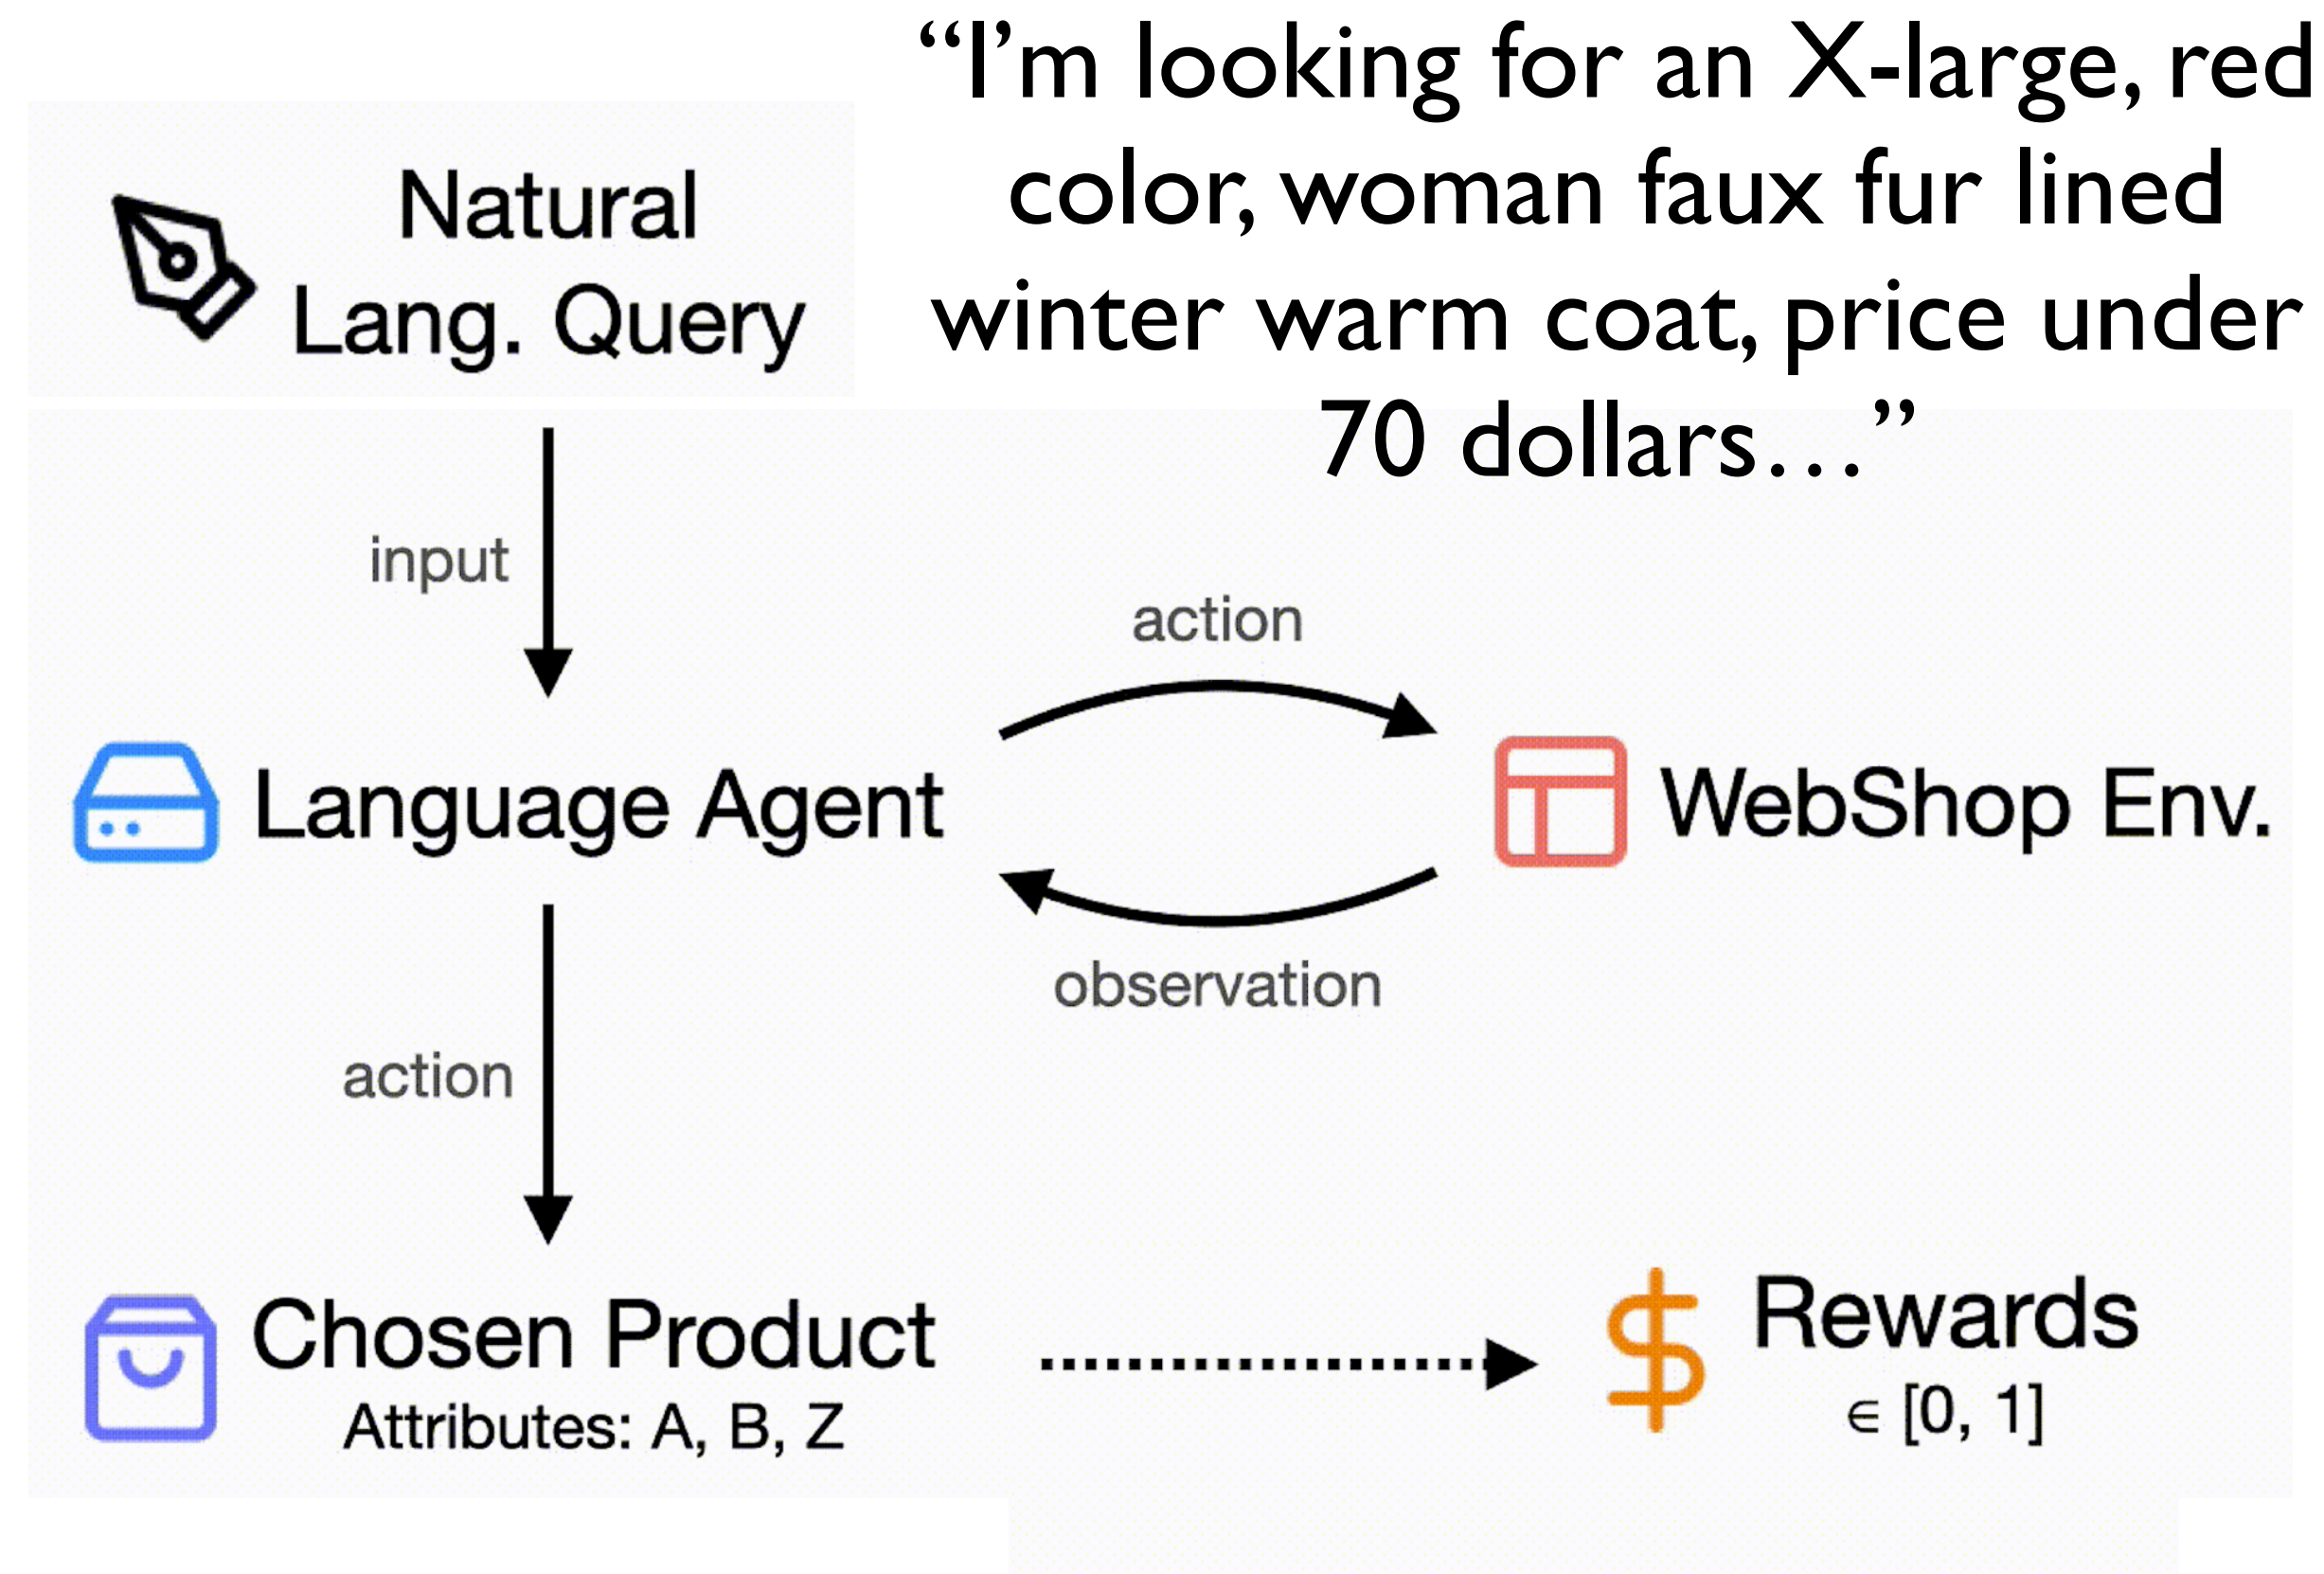 “I’m looking for an X-large, red
color, woman faux fur lined
winter warm coat, price under
70 dollars…”
Natural
Lang. Query
input
action
Language Agent
WebShop Env.
observation
action
Chosen Product
Attributes: A, B, Z
Rewards
∈ [0, 1]